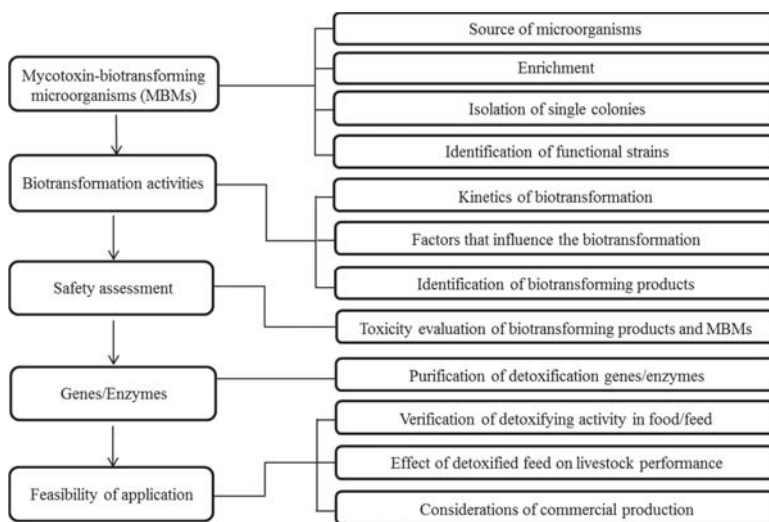 Source of microorganisms
Mycotoxin-biotransforming
microorganisms (MBMs)
Enrichment
Isolation of single colonies
Identification of functional strains
Biotransformation activities
Kinetics of biotransformation
Factors that influence the biotransformation
Identification of biotransforming products
Safety assessment
Toxicity evaluation of biotransforming products and MBMs
Genes/Enzymes
Purification of detoxification genes/enzymes
Feasibility of application
Verification of detoxifying activity in food/feed
Effect of detoxified feed on livestock performance
Considerations of commercial production